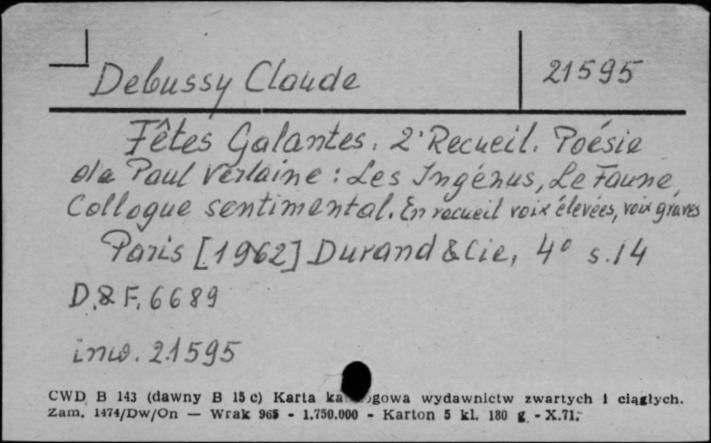 Debussy Claude 21595
Fêtes Galantes. 2e Recueil. Poésie
de Paul Verlaine : Les Ingénus, Le Faune,
Colloque sentimental. En recueil voix élevées, voix graves
Paris [1962] Durand & Cie, 4° s.14
D. & F. 6689
inw. 21595
CWD B 143 (dawny B 15 c) Karta gowa wydawnictw zwartych i ciągłych.
Zam. 1474/Dw/On — Wrak 965 - 1.750.000 - Karton 5 kl. 180 g. - X.71.